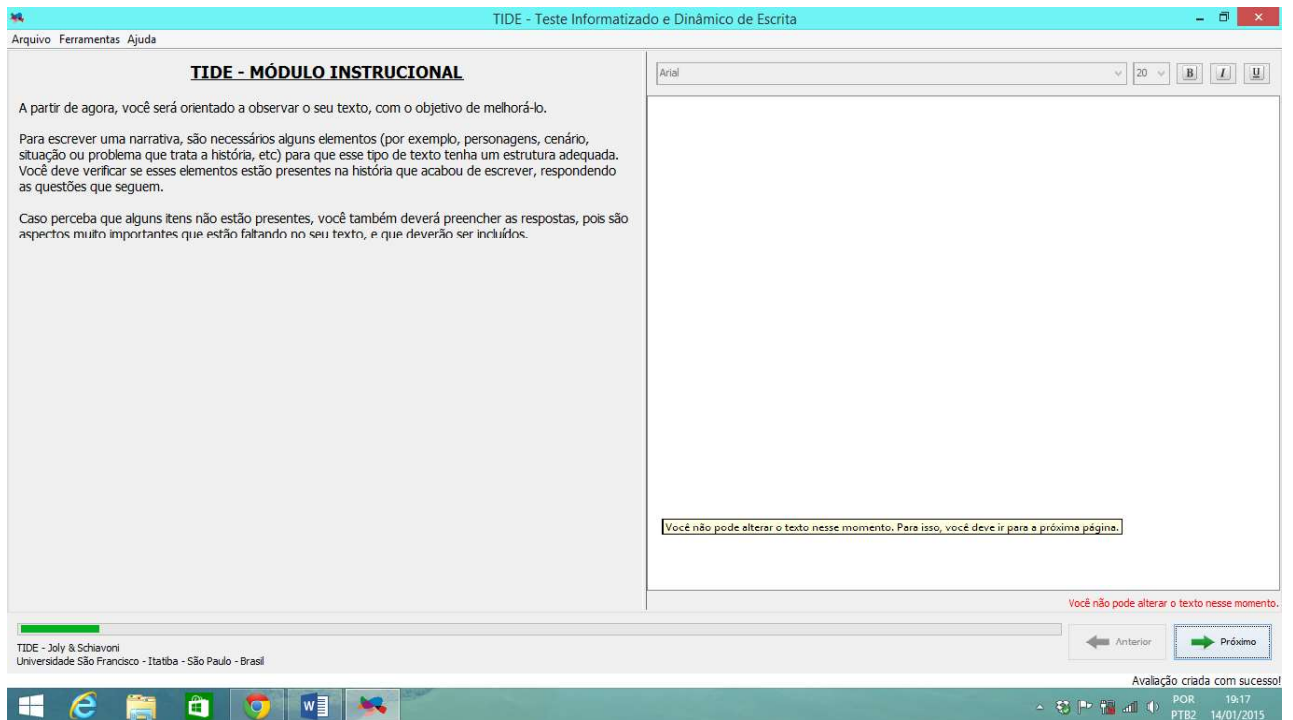 TIDE - Teste Informatizado e Dinâmico de Escrita
Arquivo Ferramentas Ajuda
TIDE - MÓDULO INSTRUCIONAL
A partir de agora, você será orientado a observar o seu texto, com o objetivo de melhorá-lo.
Para escrever uma narrativa, são necessários alguns elementos (por exemplo, personagens, cenário,
situação ou problema que trata a história, etc) para que esse tipo de texto tenha um estrutura adequada.
Você deve verificar se esses elementos estão presentes na história que acabou de escrever, respondendo
as questões que seguem.
Caso perceba que alguns itens não estão presentes, você também deverá preencher as respostas, pois são
aspectos muito importantes que estão faltando no seu texto, e que deverão ser incluídos.
Arial 20 B I U
Você não pode alterar o texto nesse momento. Para isso, você deve ir para a próxima página.
Você não pode alterar o texto nesse momento.
Anterior Próximo
TIDE - Joly & Schiavoni
Universidade São Francisco - Itatiba - São Paulo - Brasil
Avaliação criada com sucesso!
POR 19:17
PTB2 14/01/2015